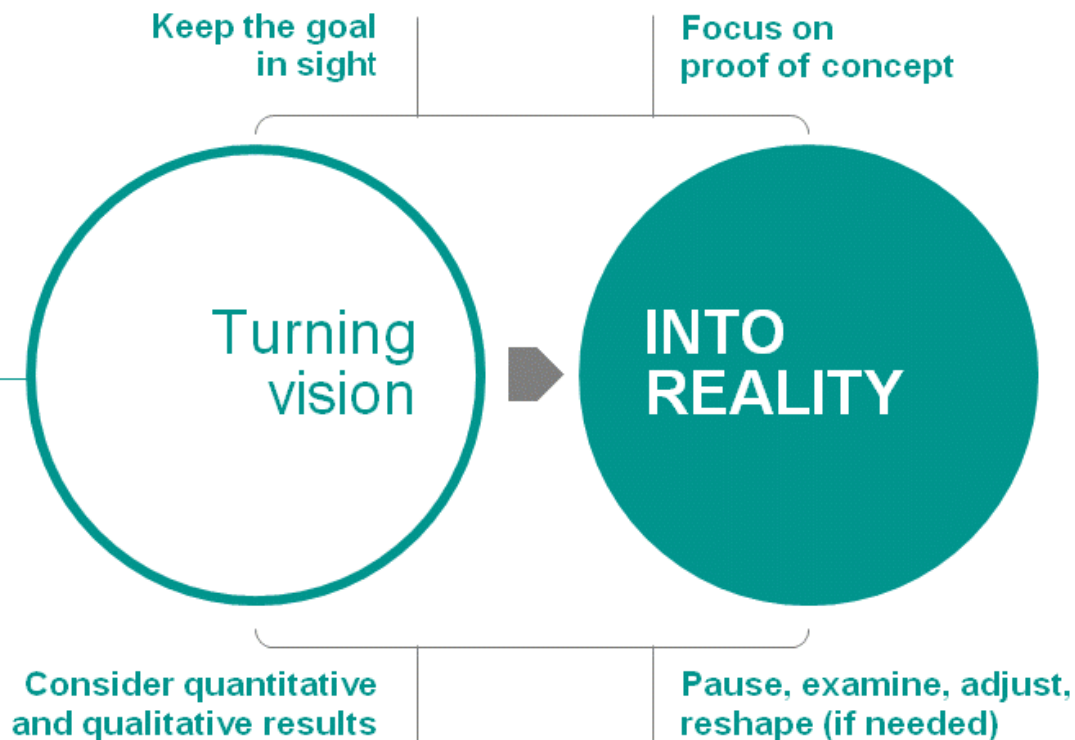 Keep the goal
in sight
Focus on
proof of concept
Turning
vision
INTO
REALITY
Consider quantitative
and qualitative results
Pause, examine, adjust,
reshape (if needed)